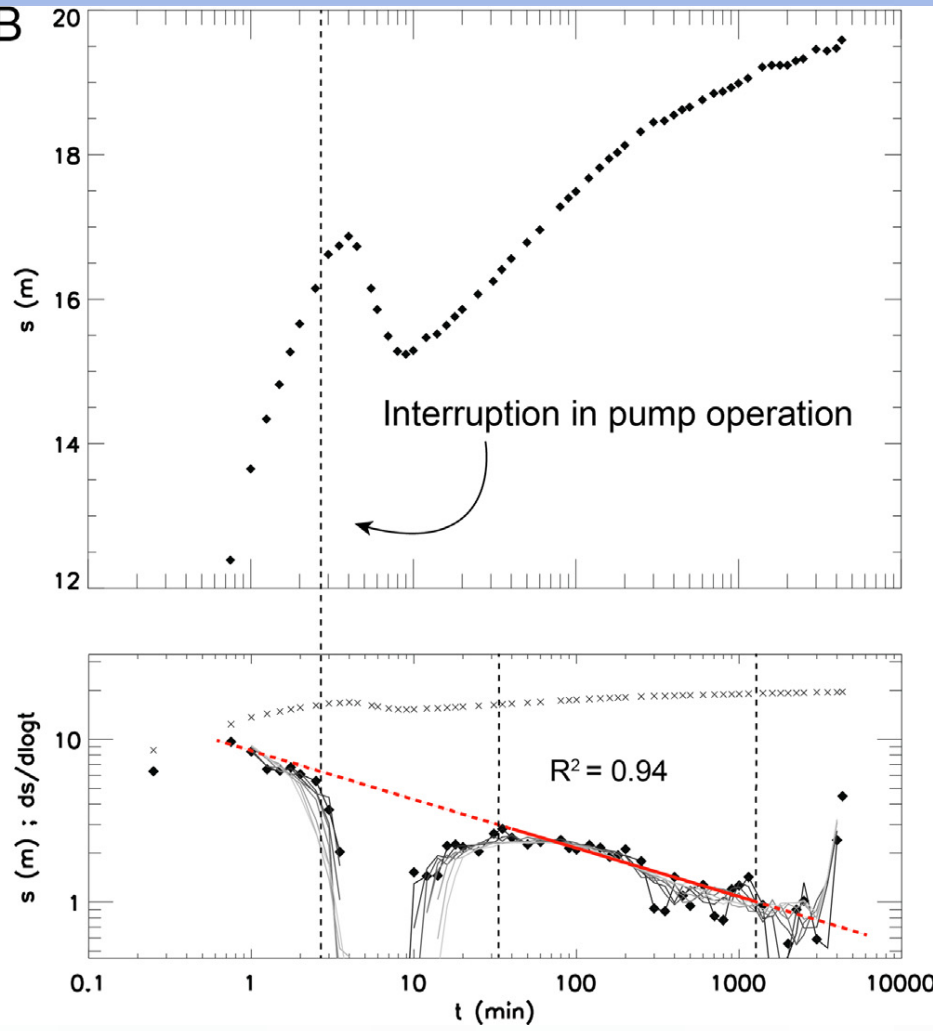 B
20
18
16
14
12
s (m)
Interruption in pump operation
10
1
s (m) ; ds/dlogt
R² = 0.94
0.1 1 10 100 1000 10000
t (min)